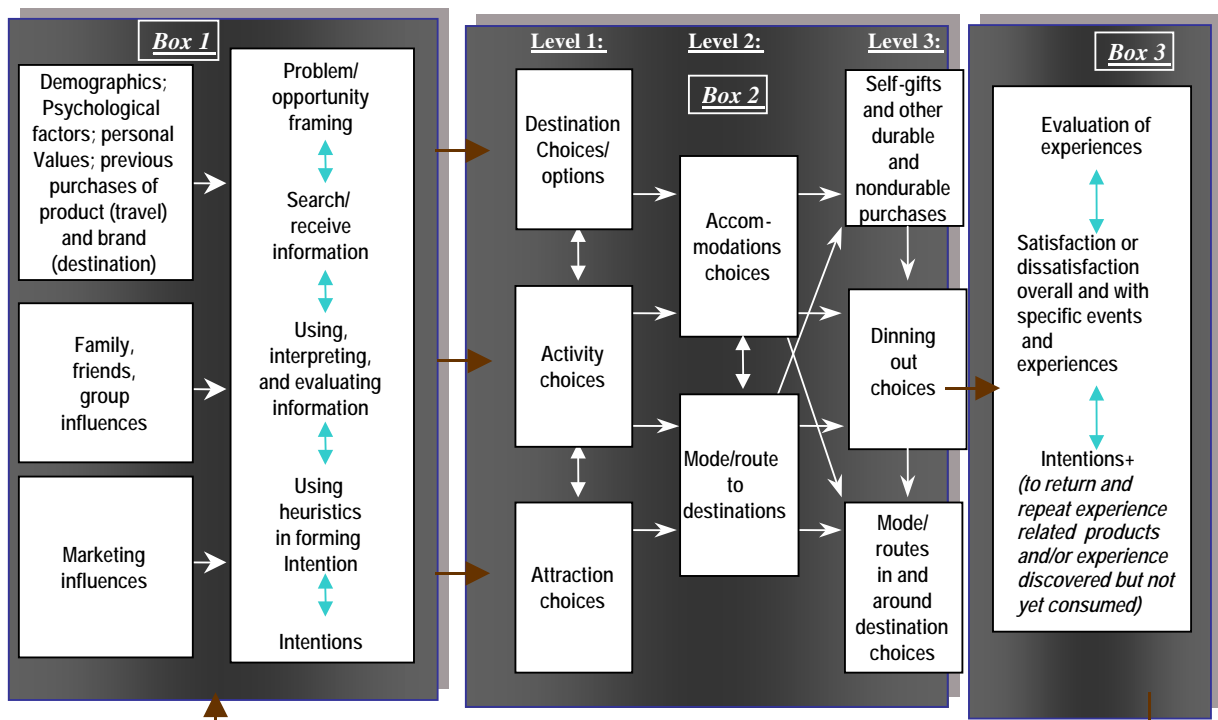 Box 1
Demographics;
Psychological
factors; personal
Values; previous
purchases of
product (travel)
and brand
(destination)
Family,
friends,
group
influences
Marketing
influences
Problem/
opportunity
framing
Search/
receive
information
Using,
interpreting,
and evaluating
information
Using
heuristics
in forming
Intention
Intentions
Level 1:
Level 2:
Level 3:
Box 2
Destination
Choices/
options
Activity
choices
Attraction
choices
Accom-
modations
choices
Mode/route
to
destinations
Self-gifts
and other
durable
and
nondurable
purchases
Dinning
out
choices
Mode/
routes
in and
around
destination
choices
Box 3
Evaluation of
experiences
Satisfaction or
dissatisfaction
overall and with
specific events
and
experiences
Intentions+
(to return and
repeat experience
related products
and/or experience
discovered but not
yet consumed)